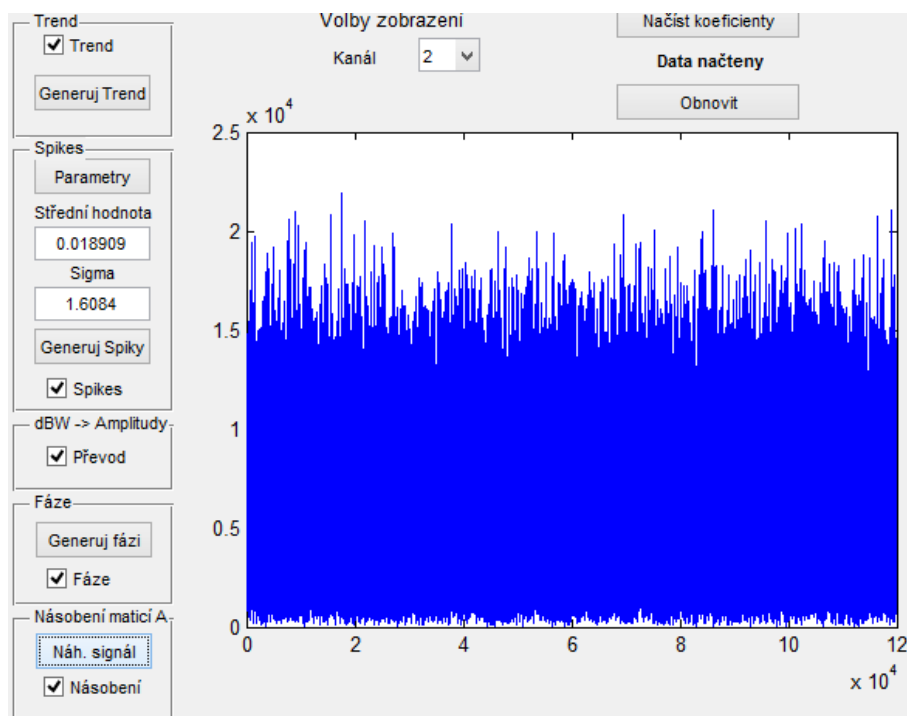 Trend
Trend
Generuj Trend
Spikes
Parametry
Střední hodnota
0.018909
Sigma
1.6084
Generuj Spiky
Spikes
dBW -> Amplitudy
Převod
Fáze
Generuj fázi
Fáze
Násobení maticí A
Náh. signál
Násobení
Volby zobrazení
Kanál 2
Načíst koeficienty
Data načteny
Obnovit
x 10^4
2.5
2
1.5
1
0.5
0
0 2 4 6 8 10 12
x 10^4